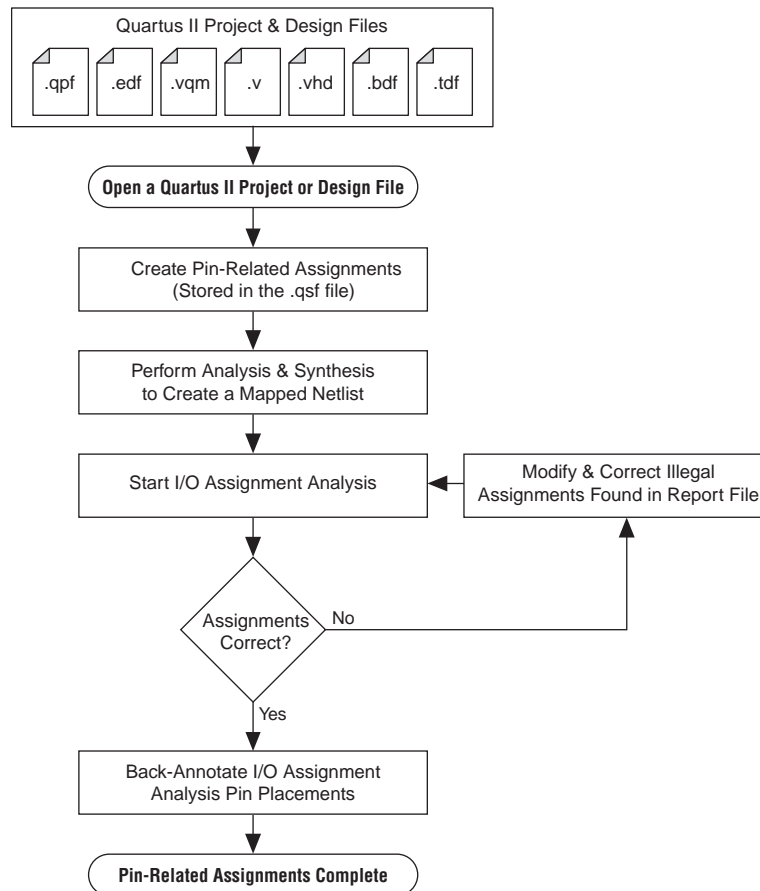 Quartus II Project & Design Files
.qpf
.edf
.vqm
.v
.vhd
.bdf
.tdf
Open a Quartus II Project or Design File
Create Pin-Related Assignments
(Stored in the .qsf file)
Perform Analysis & Synthesis
to Create a Mapped Netlist
Start I/O Assignment Analysis
Modify & Correct Illegal
Assignments Found in Report File
Assignments
Correct?
No
Yes
Back-Annotate I/O Assignment
Analysis Pin Placements
Pin-Related Assignments Complete